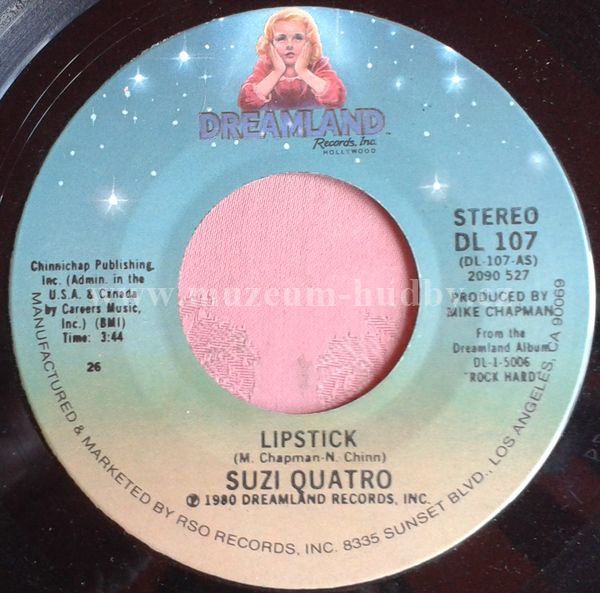 DREAMLAND™
Records, Inc.
HOLLYWOOD
STEREO
DL 107
(DL-107-AS)
2090 527
PRODUCED BY
MIKE CHAPMAN
From the
Dreamland Album
DL-1-5006
"ROCK HARD"
Chinnichap Publishing,
Inc. (Admin. in the
U.S.A. & Canada
by Careers Music,
Inc.) (BMI)
Time: 3:44
26
www.muzeum-hudby.cz
LIPSTICK
(M. Chapman-N. Chinn)
SUZI QUATRO
℗ 1980 DREAMLAND RECORDS, INC.
MANUFACTURED & MARKETED BY RSO RECORDS, INC. 8335 SUNSET BLVD., LOS ANGELES, CA 90069